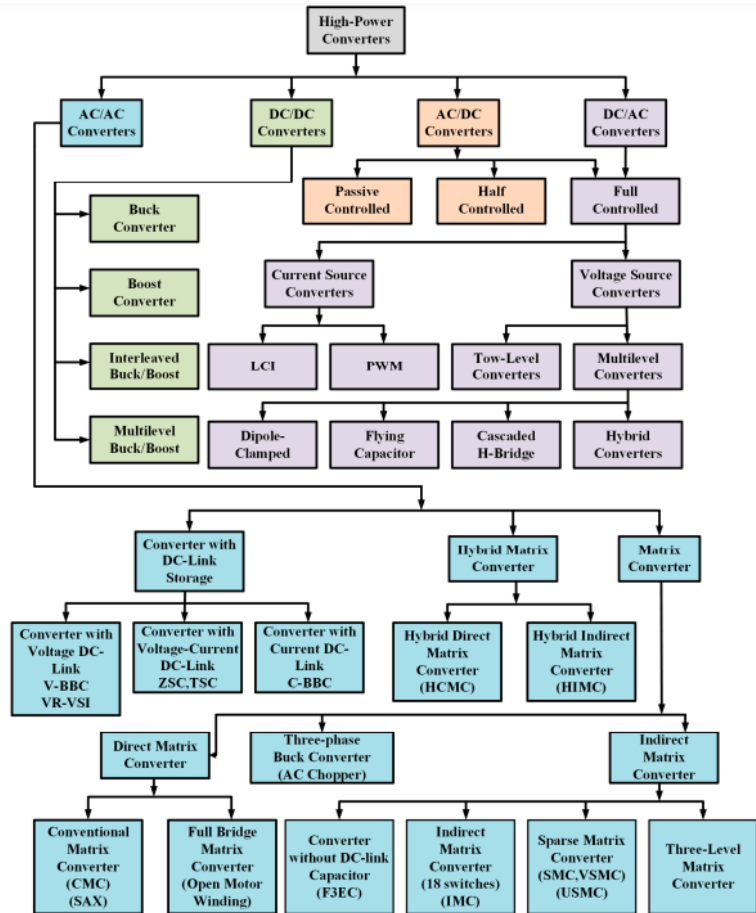 High-Power
Converters
AC/AC
Converters
DC/DC
Converters
AC/DC
Converters
DC/AC
Converters
Passive
Controlled
Half
Controlled
Full
Controlled
Buck
Converter
Boost
Converter
Interleaved
Buck/Boost
Multilevel
Buck/Boost
Current Source
Converters
Voltage Source
Converters
LCI
PWM
Tow-Level
Converters
Multilevel
Converters
Dipole-
Clamped
Flying
Capacitor
Cascaded
H-Bridge
Hybrid
Converters
Converter with
DC-Link
Storage
Hybrid Matrix
Converter
Matrix
Converter
Converter with
Voltage DC-
Link
V-BBC
VR-VSI
Converter with
Voltage-Current
DC-Link
ZSC,TSC
Converter with
Current DC-
Link
C-BBC
Hybrid Direct
Matrix
Converter
(HCMC)
Hybrid Indirect
Matrix
Converter
(HIMC)
Direct Matrix
Converter
Three-phase
Buck Converter
(AC Chopper)
Indirect
Matrix
Converter
Conventional
Matrix
Converter
(CMC)
(SAX)
Full Bridge
Matrix
Converter
(Open Motor
Winding)
Converter
without DC-link
Capacitor
(F3EC)
Indirect
Matrix
Converter
(18 switches)
(IMC)
Sparse Matrix
Converter
(SMC,VSMC)
(USMC)
Three-Level
Matrix
Converter